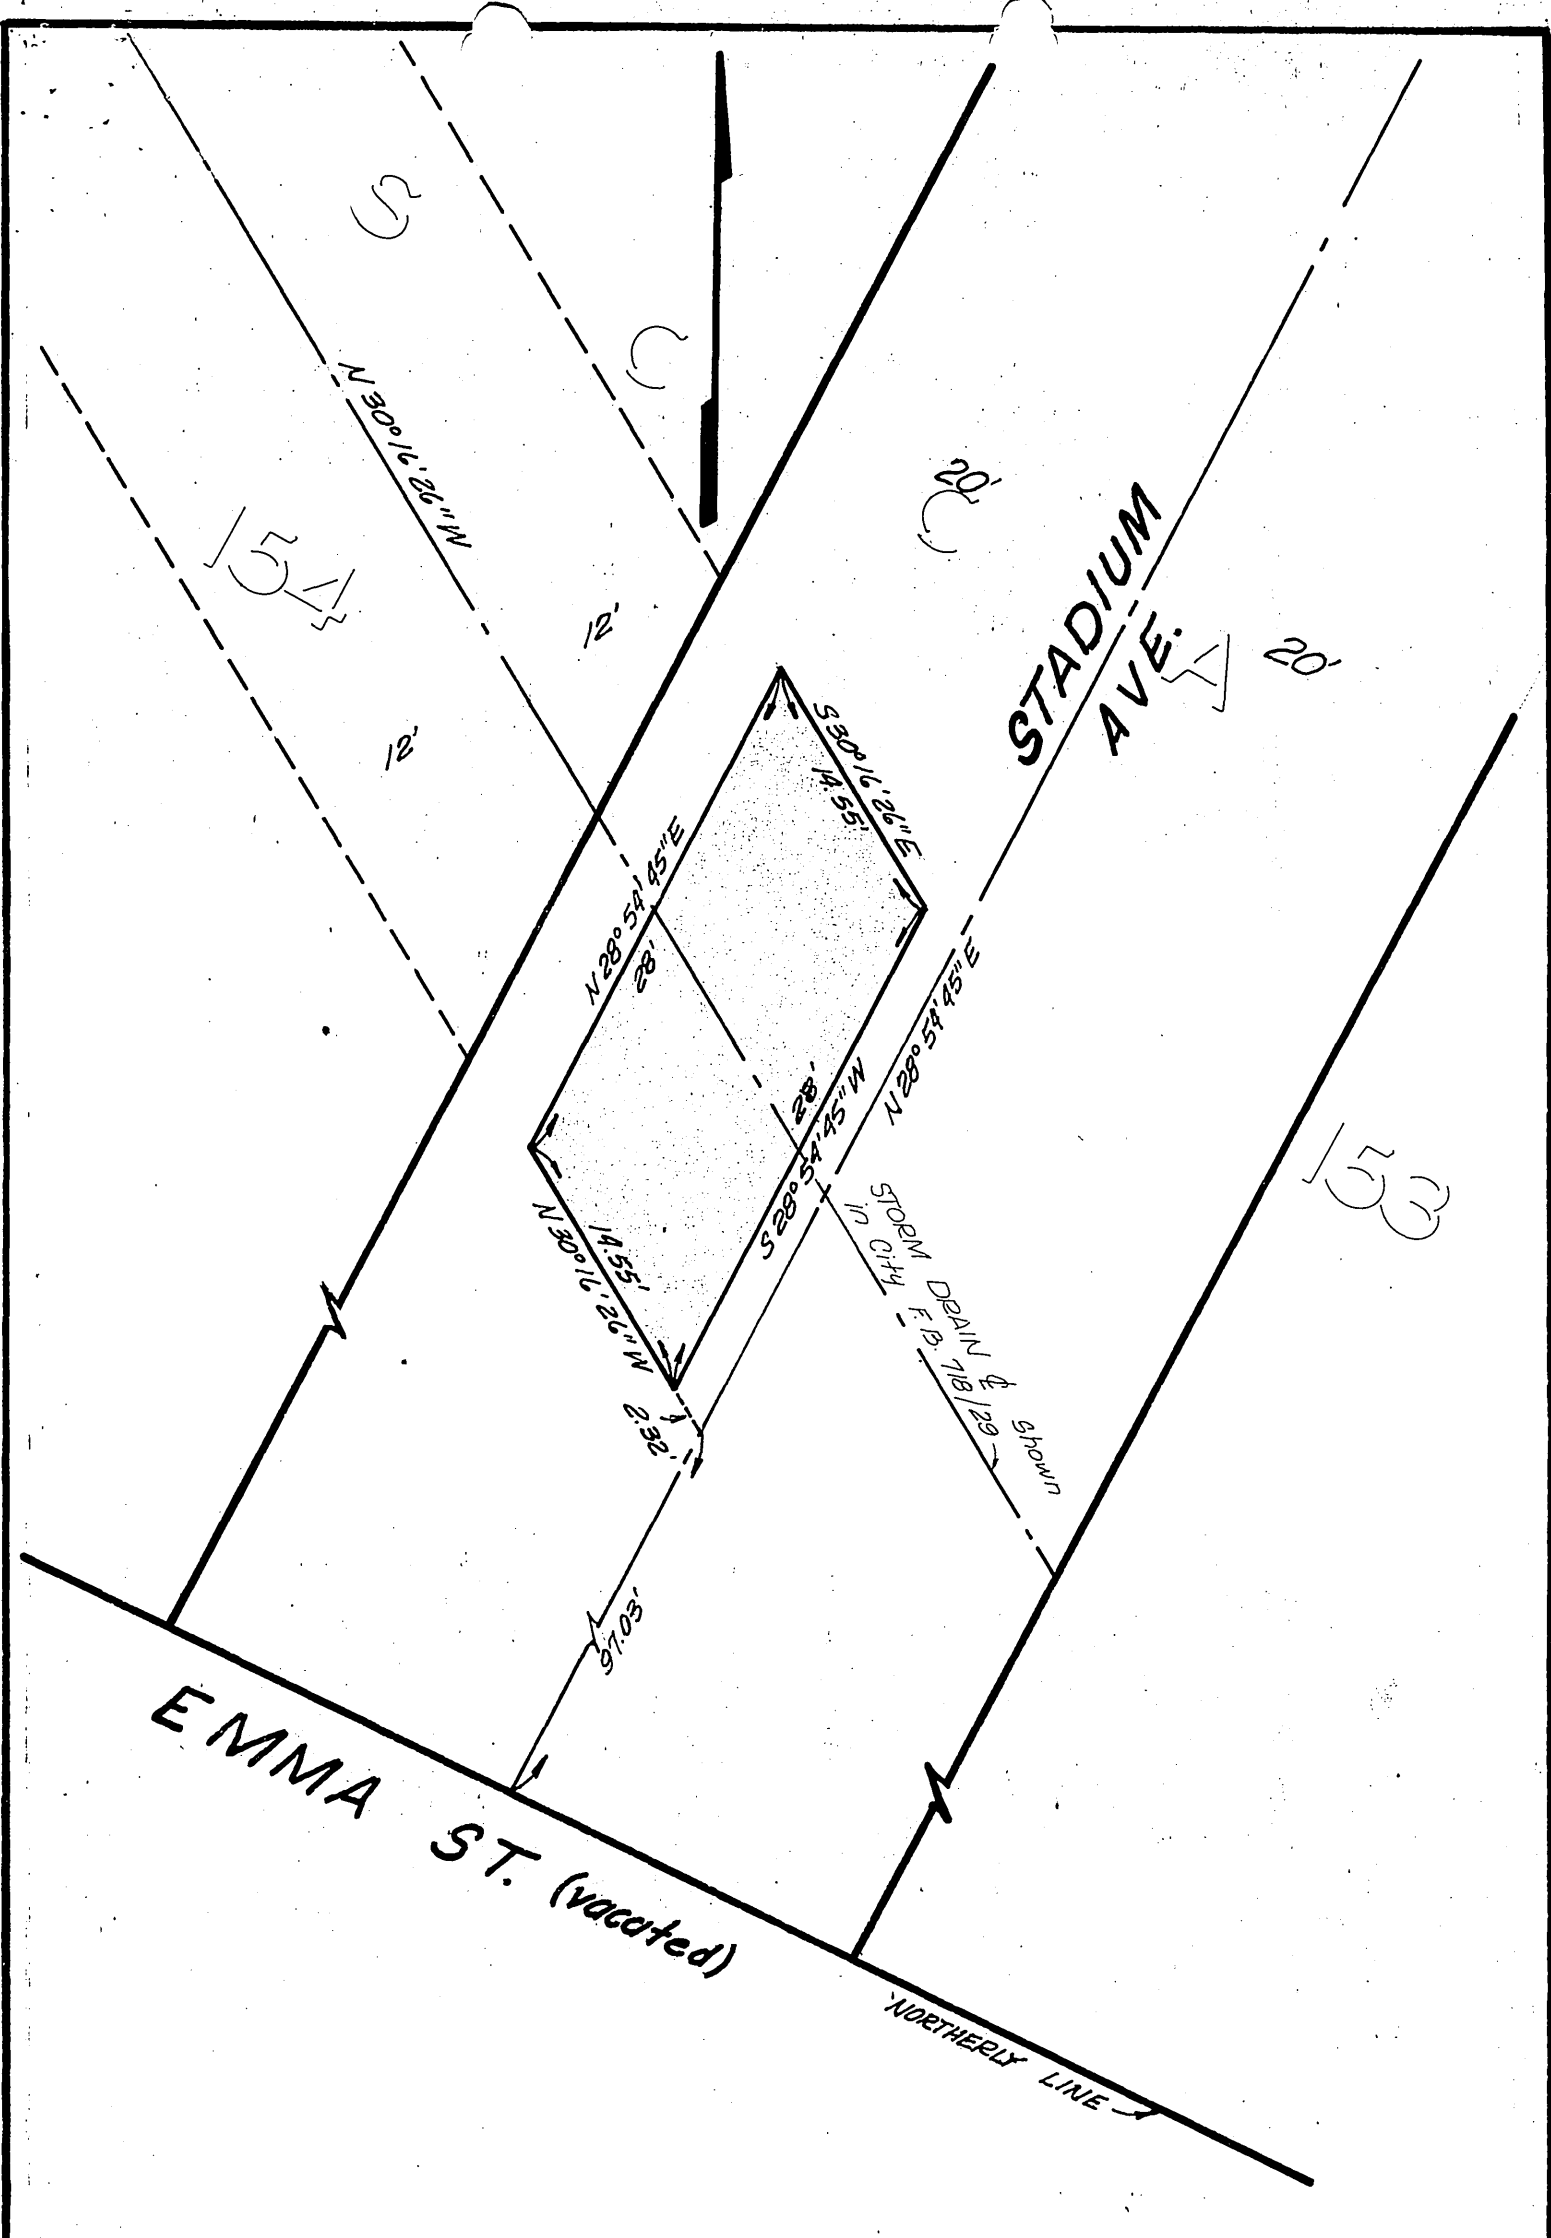 N 30° 16' 26" W
154
12'
12'
20'
STADIUM
AVE.
20'
S 30° 16' 26" E
14.55'
N 28° 54' 45" E
28'
N 28° 54' 45" E
28'
S 28° 54' 45" W
153
STORM DRAIN ℄ Shown
in City F.B. 718/29
14.55'
N 30° 16' 26" W
2.32'
97.03'
EMMA ST. (vacated)
NORTHERLY LINE